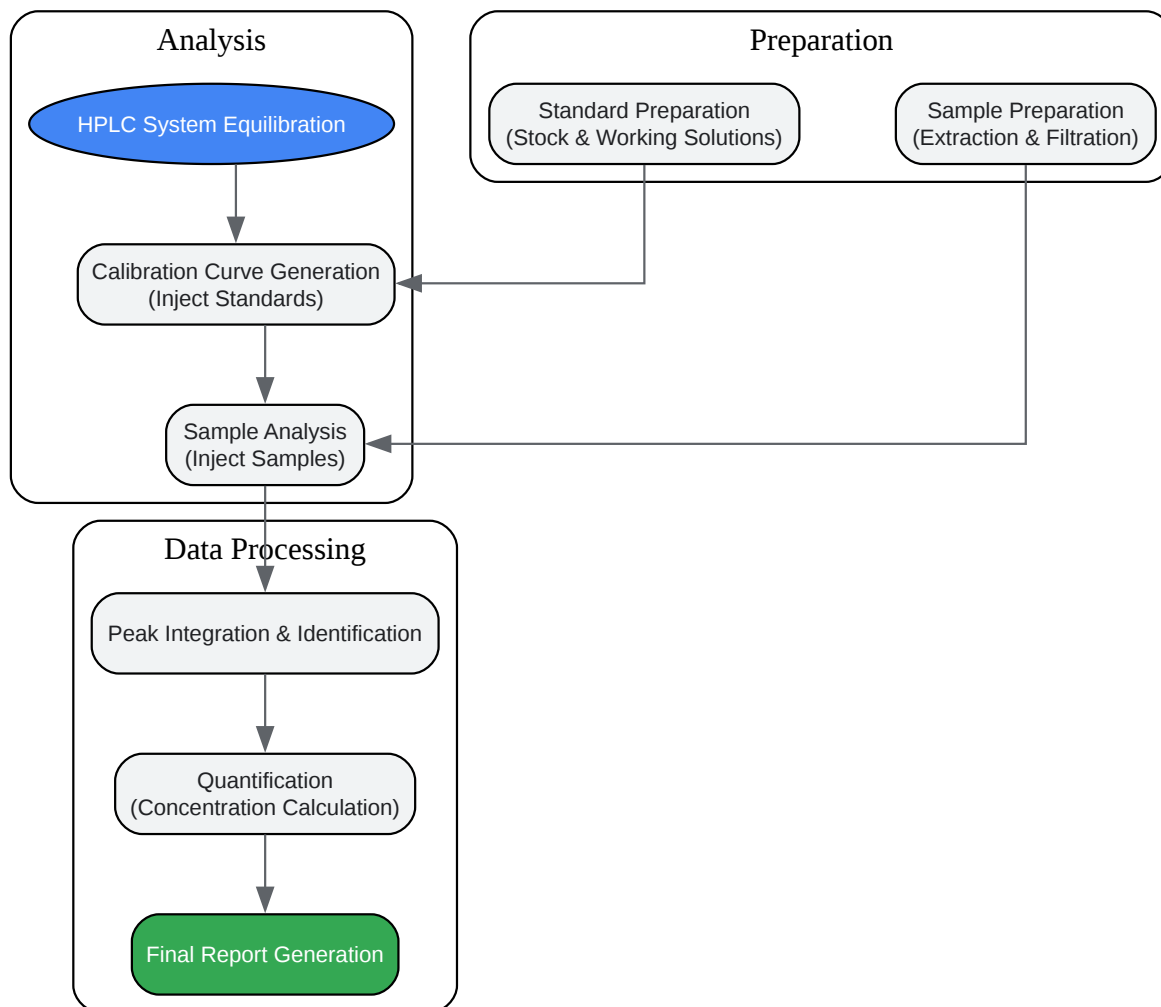 Analysis
HPLC System Equilibration
Calibration Curve Generation
(Inject Standards)
Sample Analysis
(Inject Samples)
Preparation
Standard Preparation
(Stock & Working Solutions)
Sample Preparation
(Extraction & Filtration)
Data Processing
Peak Integration & Identification
Quantification
(Concentration Calculation)
Final Report Generation